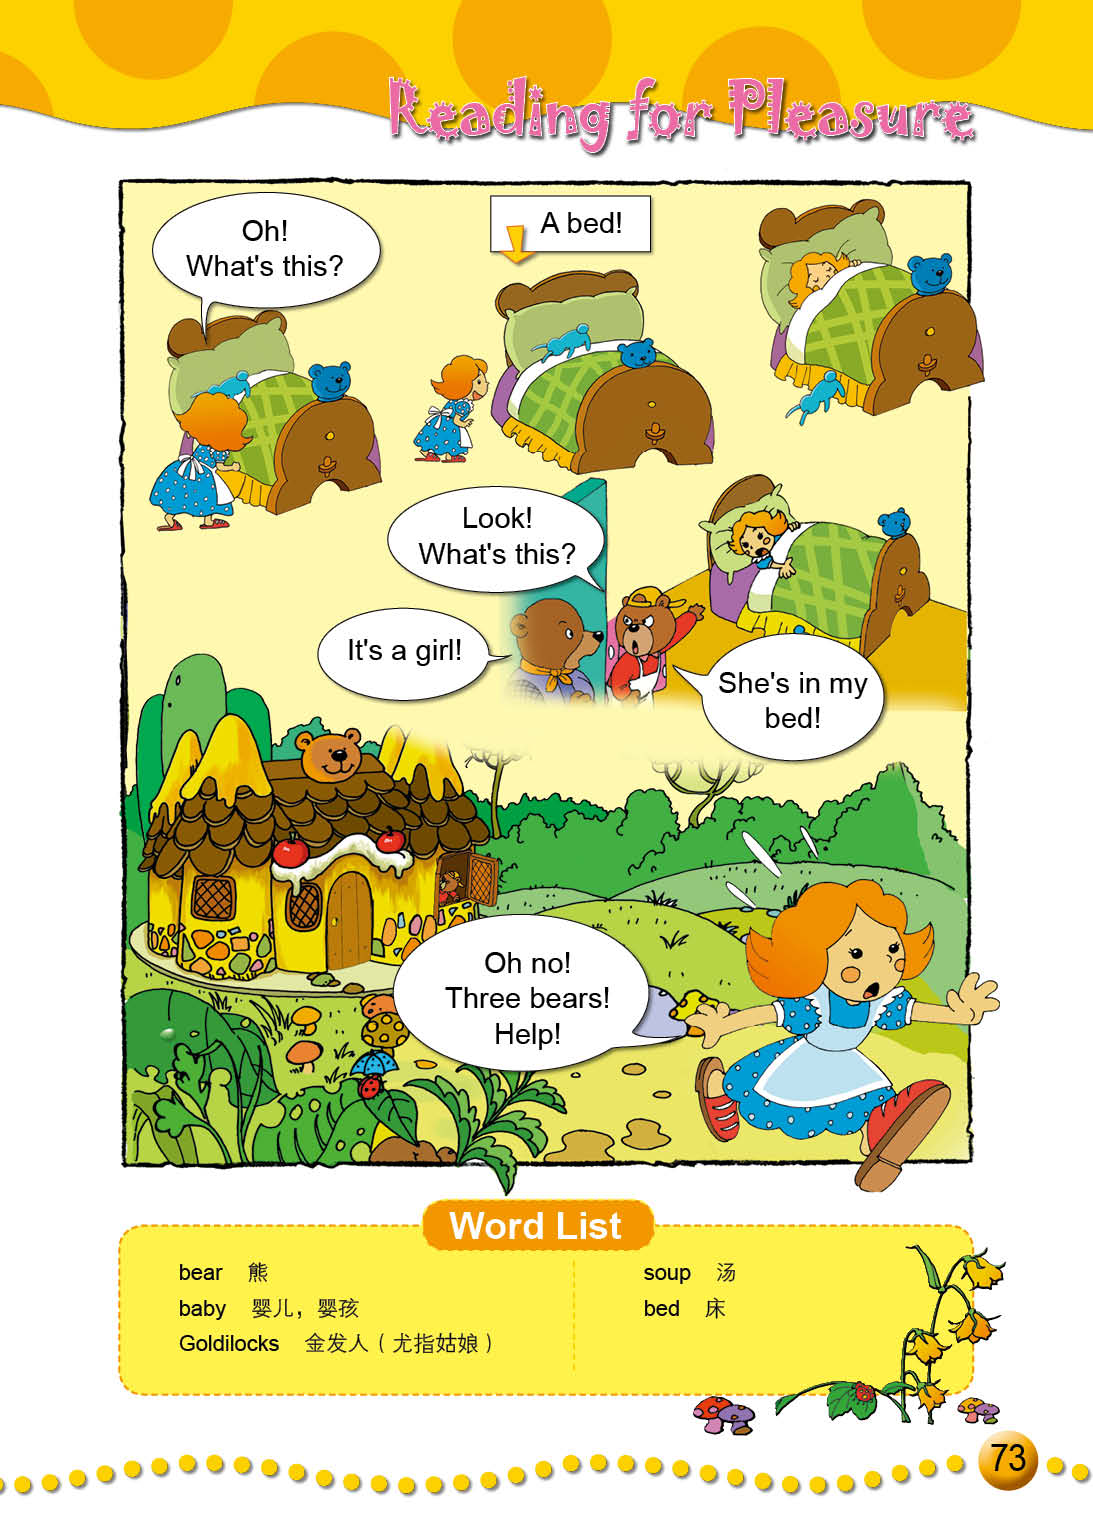 Reading for Pleasure
Oh!
What's this?
A bed!
Look!
What's this?
It's a girl!
She's in my
bed!
Oh no!
Three bears!
Help!
Word List
bear 熊
baby 婴儿，婴孩
Goldilocks 金发人（尤指姑娘）
soup 汤
bed 床
73